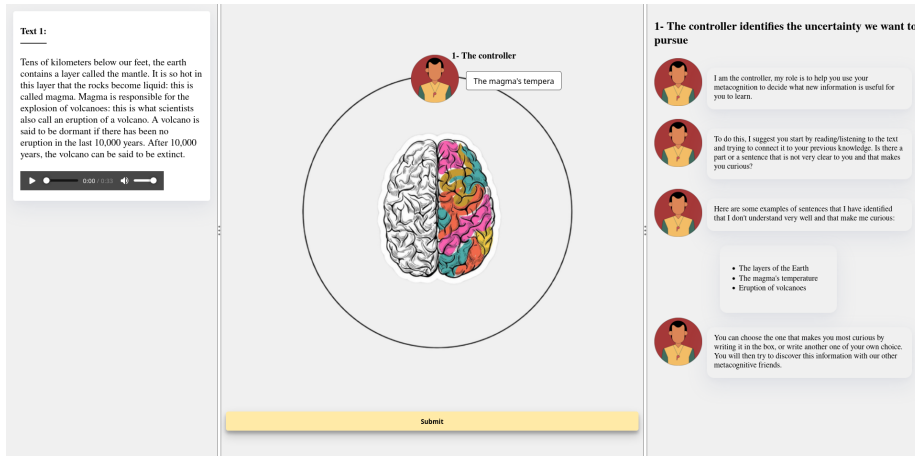 Text 1:
Tens of kilometers below our feet, the earth
contains a layer called the mantle. It is so hot in
this layer that the rocks become liquid: this is
called magma. Magma is responsible for the
explosion of volcanoes: this is what scientists
also call an eruption of a volcano. A volcano is
said to be dormant if there has been no
eruption in the last 10,000 years. After 10,000
years, the volcano can be said to be extinct.
0:00 / 0:33
1- The controller
The magma's tempera
Submit
1- The controller identifies the uncertainty we want to
pursue
I am the controller, my role is to help you use your
metacognition to decide what new information is useful for
you to learn.
To do this, I suggest you start by reading/listening to the text
and trying to connect it to your previous knowledge. Is there a
part or a sentence that is not very clear to you and that makes
you curious?
Here are some examples of sentences that I have identified
that I don't understand very well and that make me curious:
• The layers of the Earth
• The magma's temperature
• Eruption of volcanoes
You can choose the one that makes you most curious by
writing it in the box, or write another one of your own choice.
You will then try to discover this information with our other
metacognitive friends.